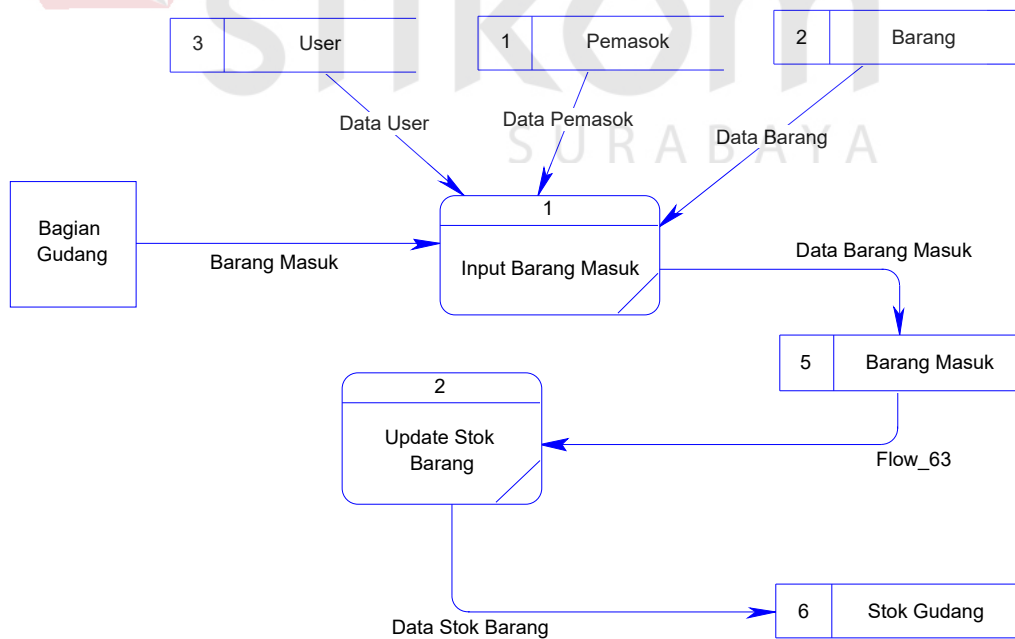 3 User
1 Pemasok
2 Barang
Data User
Data Pemasok
Data Barang
SURABAYA
Bagian
Gudang
Barang Masuk
1
Input Barang Masuk
Data Barang Masuk
5 Barang Masuk
2
Update Stok
Barang
Flow_63
6 Stok Gudang
Data Stok Barang